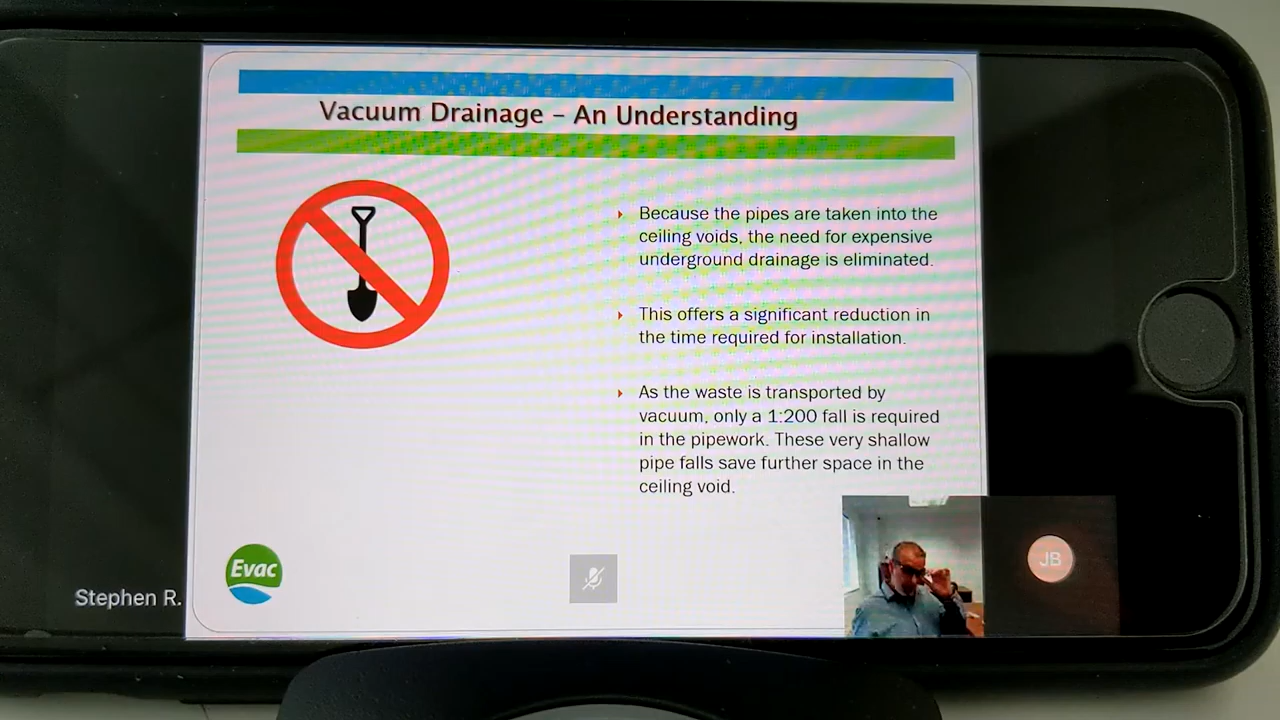 Vacuum Drainage – An Understanding
Because the pipes are taken into the
ceiling voids, the need for expensive
underground drainage is eliminated.
This offers a significant reduction in
the time required for installation.
As the waste is transported by
vacuum, only a 1:200 fall is required
in the pipework. These very shallow
pipe falls save further space in the
ceiling void.
Evac
Stephen R.
JB